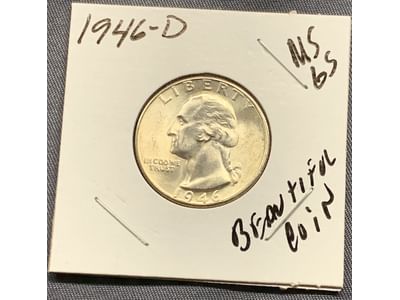 1946-D
MS
65
LIBERTY
IN GOD WE
TRUST
1946
BEAUTIFUL
COIN